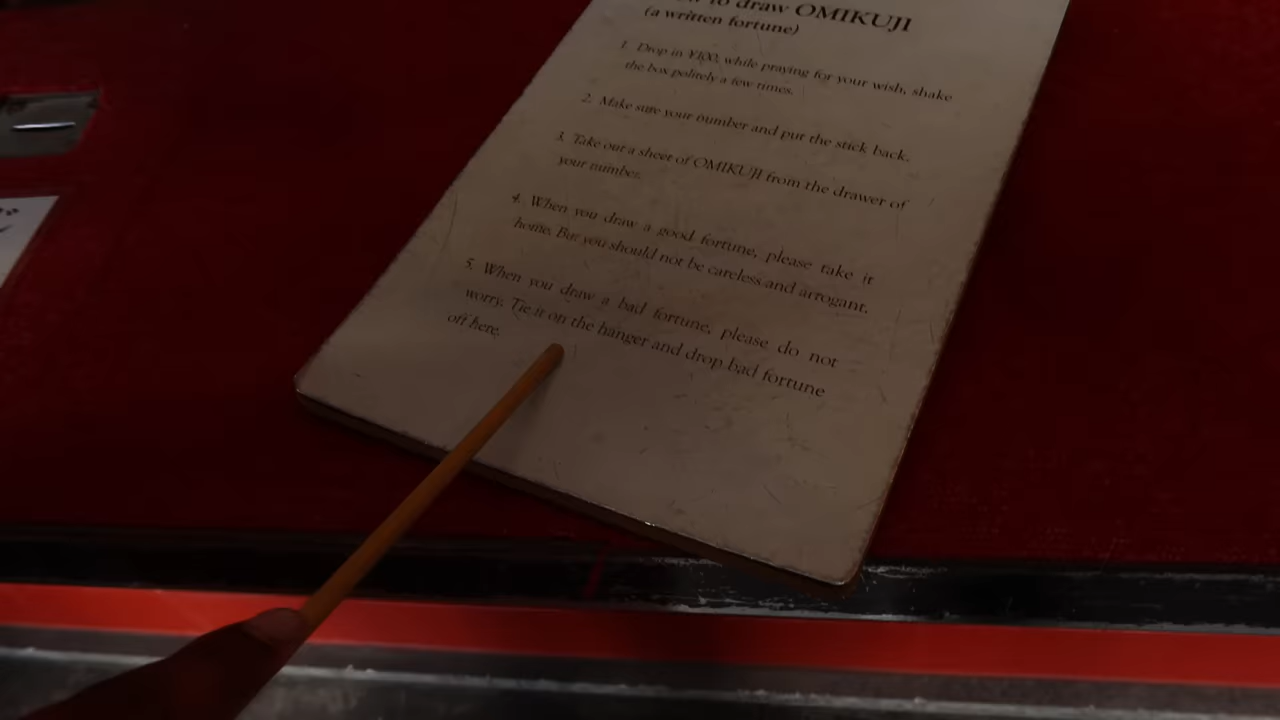 to draw OMIKUJI
(a written fortune)
1. Drop in ¥100, while praying for your wish, shake
the box politely a few times.
2. Make sure your number and put the stick back.
3. Take out a sheet of OMIKUJI from the drawer of
your number.
4. When you draw a good fortune, please take it
home. But you should not be careless and arrogant.
5. When you draw a bad fortune, please do not
worry. Tie it on the hanger and drop bad fortune
off here.